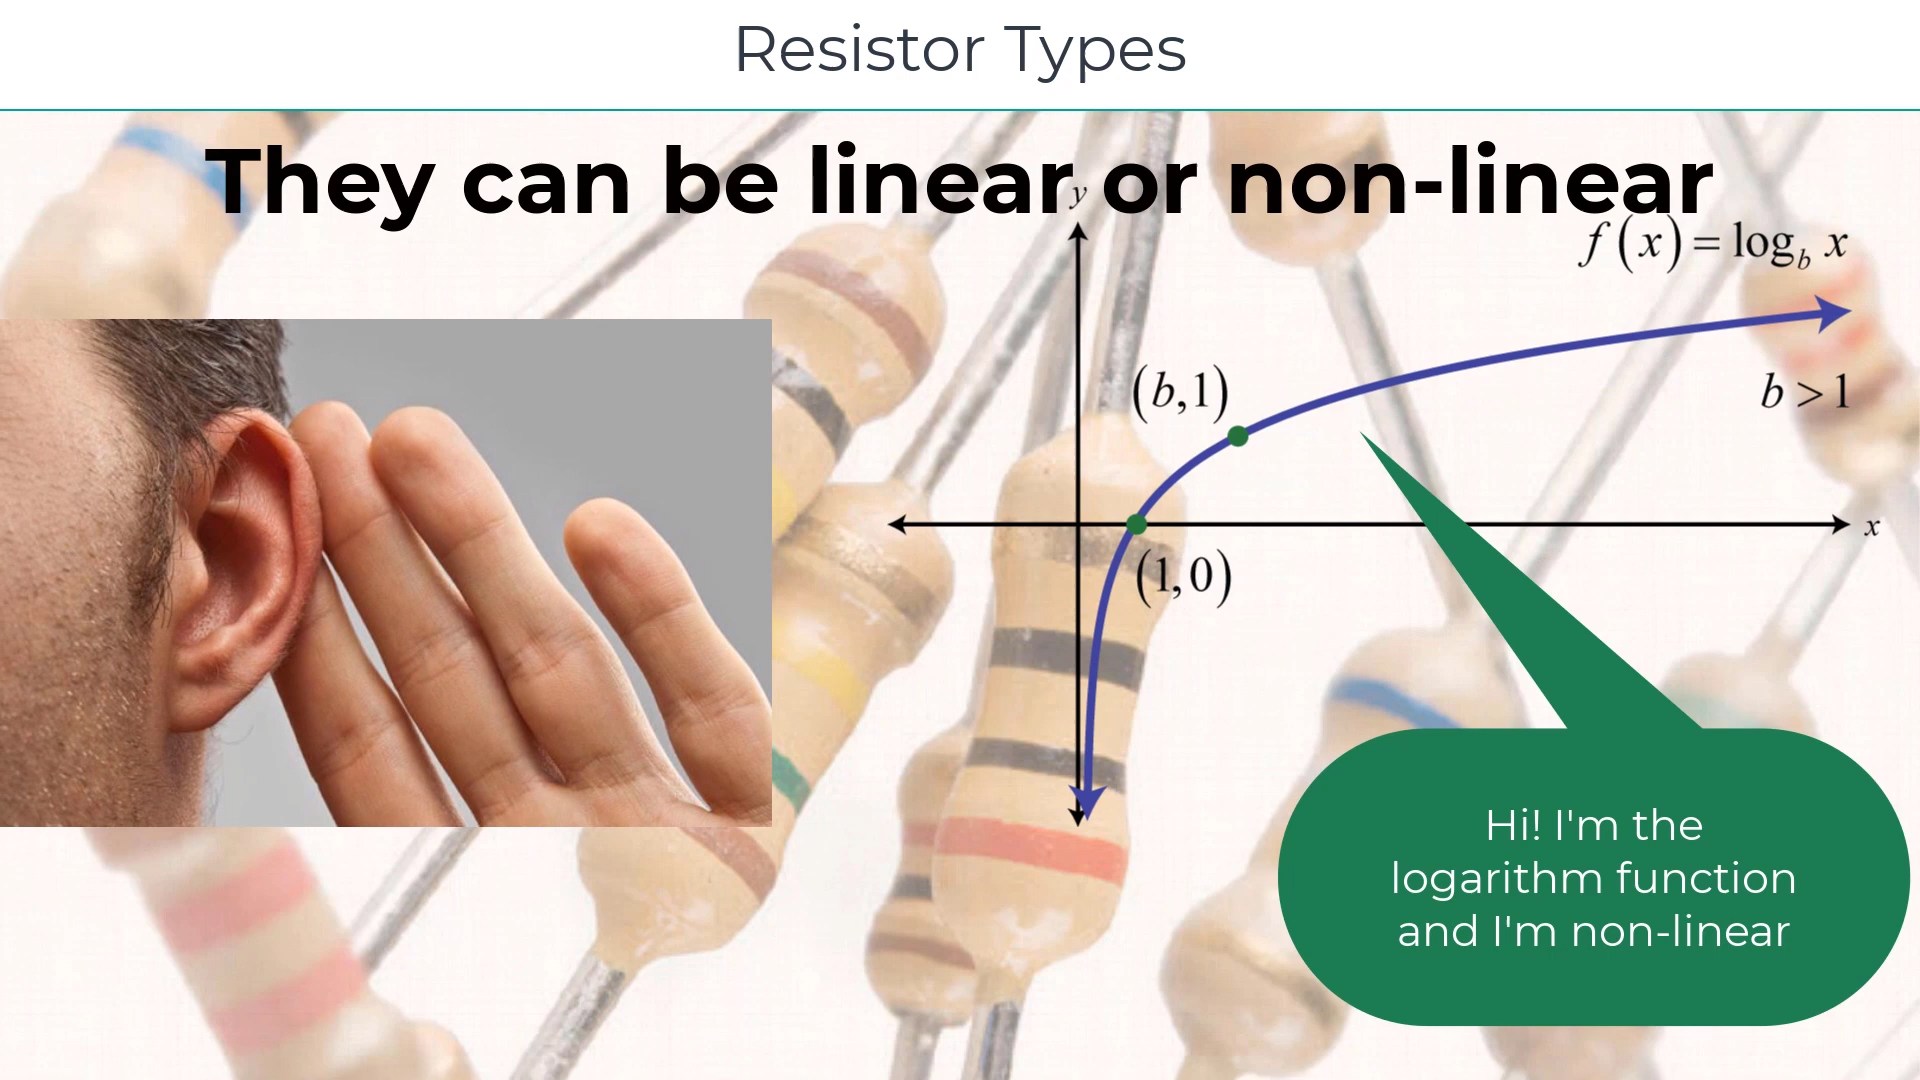 Resistor Types
They can be linear or non-linear
y
f(x) = log_b x
(b,1)
b > 1
x
(1,0)
Hi! I'm the
logarithm function
and I'm non-linear